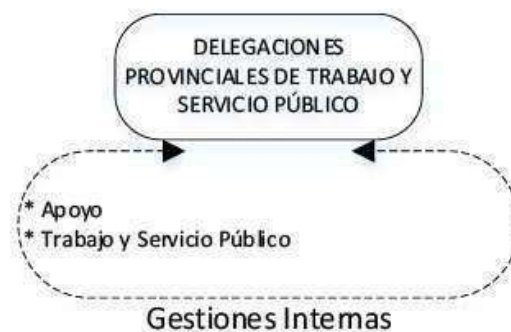 DELEGACIONES
PROVINCIALES DE TRABAJO Y
SERVICIO PÚBLICO
* Apoyo
* Trabajo y Servicio Público
Gestiones Internas